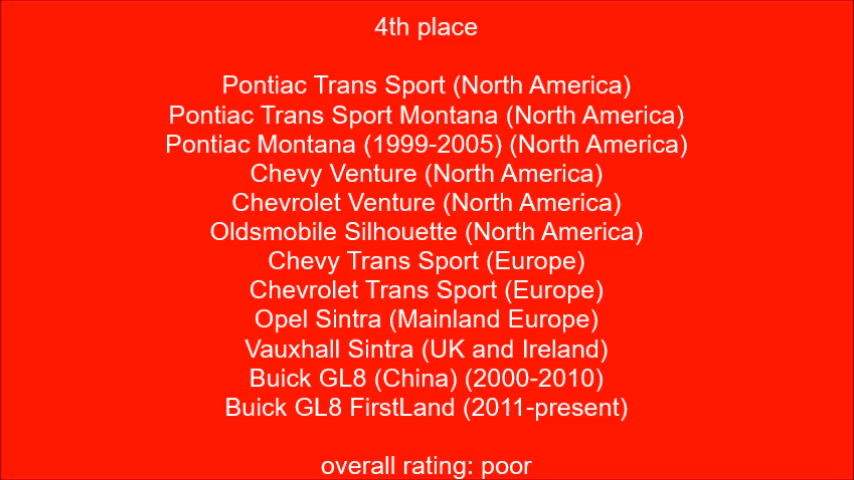 4th place
Pontiac Trans Sport (North America)
Pontiac Trans Sport Montana (North America)
Pontiac Montana (1999-2005) (North America)
Chevy Venture (North America)
Chevrolet Venture (North America)
Oldsmobile Silhouette (North America)
Chevy Trans Sport (Europe)
Chevrolet Trans Sport (Europe)
Opel Sintra (Mainland Europe)
Vauxhall Sintra (UK and Ireland)
Buick GL8 (China) (2000-2010)
Buick GL8 FirstLand (2011-present)
overall rating: poor